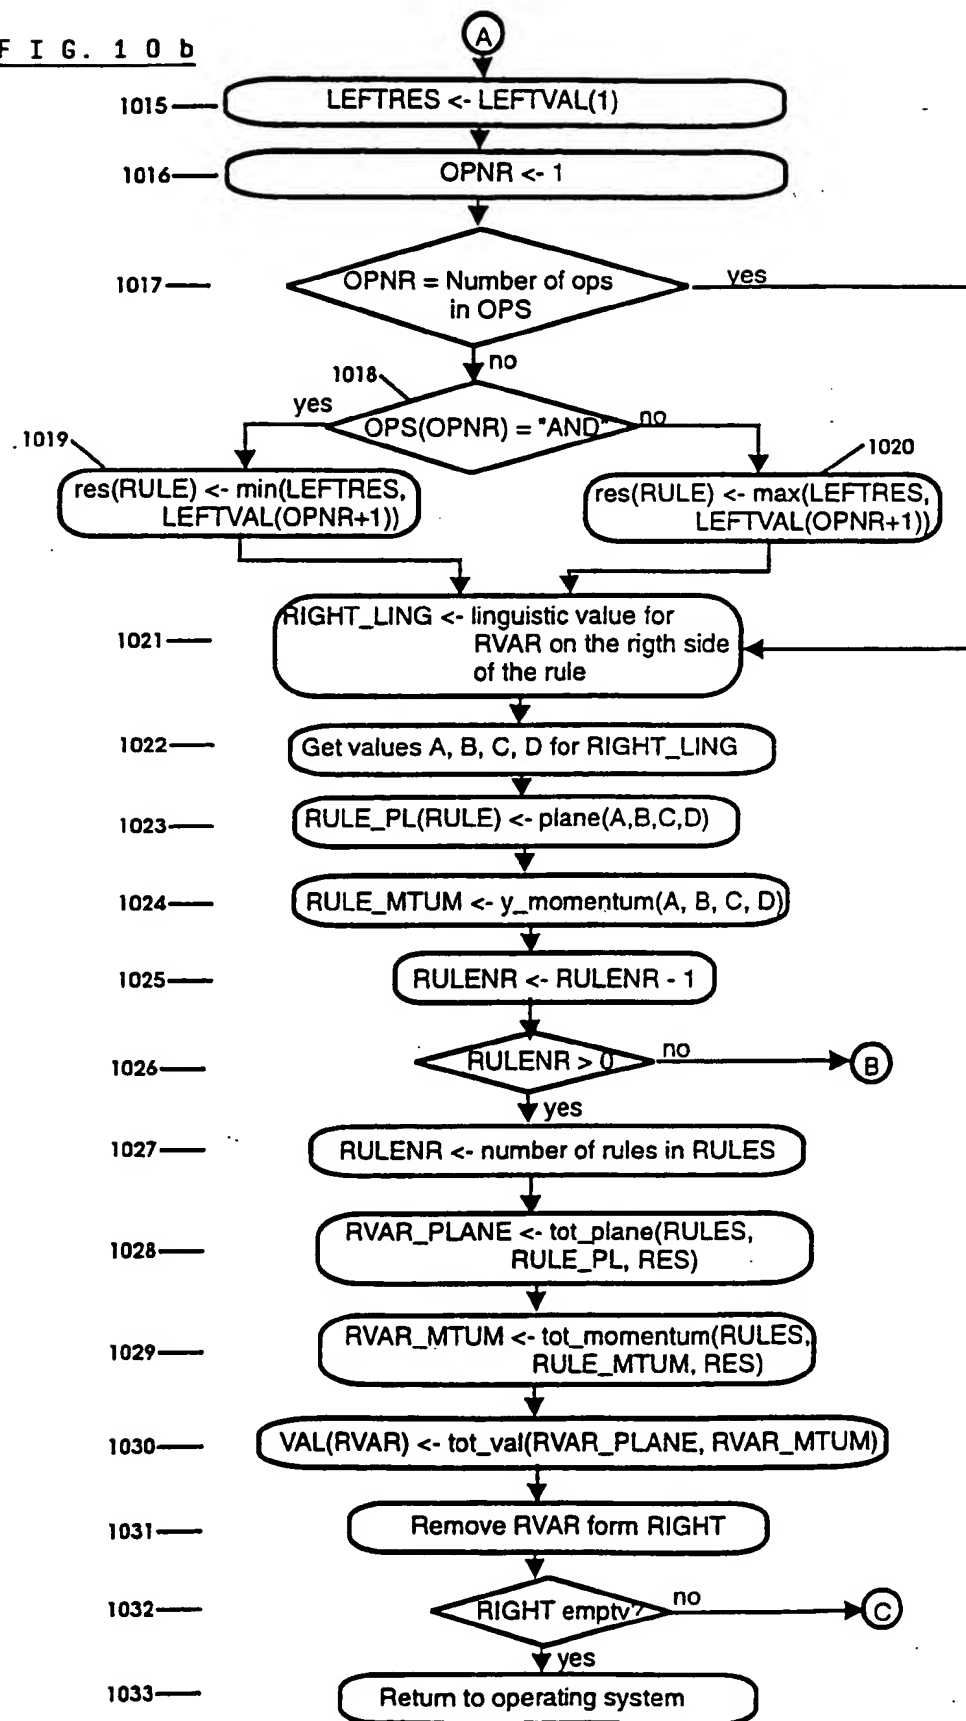 F I G. 1 0 b
A
1015
LEFTRES <- LEFTVAL(1)
1016
OPNR <- 1
1017
OPNR = Number of ops
in OPS
yes
no
1018
OPS(OPNR) = "AND"
yes
no
1019
res(RULE) <- min(LEFTRES,
LEFTVAL(OPNR+1))
1020
res(RULE) <- max(LEFTRES,
LEFTVAL(OPNR+1))
1021
RIGHT_LING <- linguistic value for
RVAR on the rigth side
of the rule
1022
Get values A, B, C, D for RIGHT_LING
1023
RULE_PL(RULE) <- plane(A,B,C,D)
1024
RULE_MTUM <- y_momentum(A, B, C, D)
1025
RULENR <- RULENR - 1
1026
RULENR > 0
no
B
yes
1027
RULENR <- number of rules in RULES
1028
RVAR_PLANE <- tot_plane(RULES,
RULE_PL, RES)
1029
RVAR_MTUM <- tot_momentum(RULES,
RULE_MTUM, RES)
1030
VAL(RVAR) <- tot_val(RVAR_PLANE, RVAR_MTUM)
1031
Remove RVAR form RIGHT
1032
RIGHT empty?
no
C
yes
1033
Return to operating system